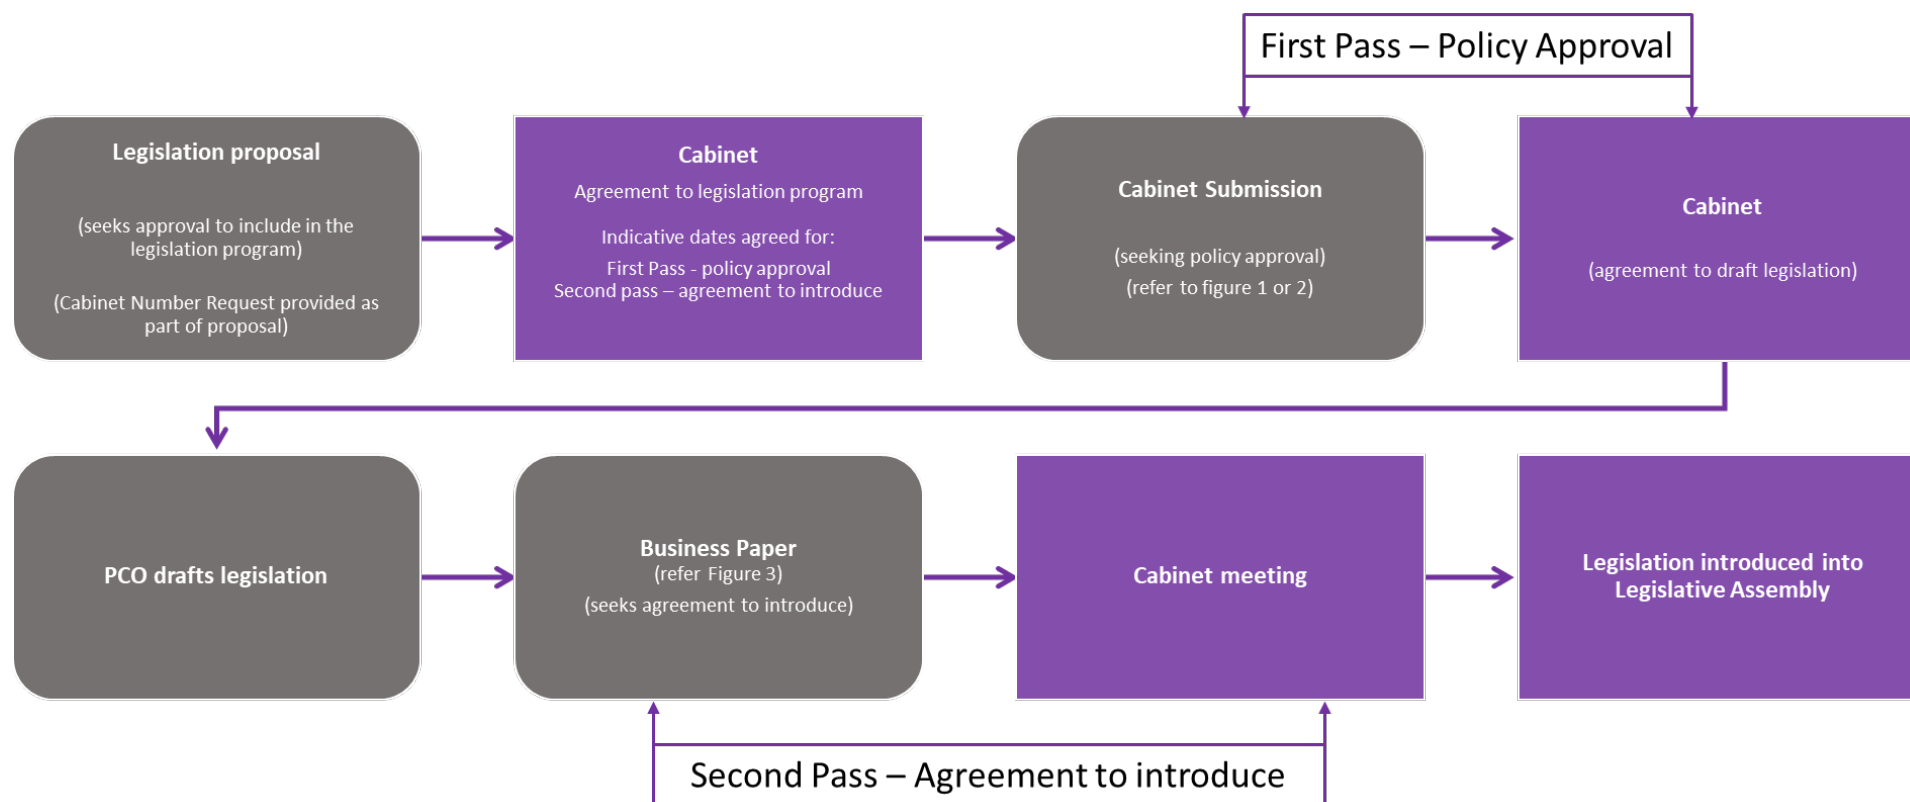 First Pass – Policy Approval
Legislation proposal
(seeks approval to include in the
legislation program)
(Cabinet Number Request provided as
part of proposal)
Cabinet
Agreement to legislation program
Indicative dates agreed for:
First Pass - policy approval
Second pass – agreement to introduce
Cabinet Submission
(seeking policy approval)
(refer to figure 1 or 2)
Cabinet
(agreement to draft legislation)
PCO drafts legislation
Business Paper
(refer Figure 3)
(seeks agreement to introduce)
Cabinet meeting
Legislation introduced into
Legislative Assembly
Second Pass – Agreement to introduce